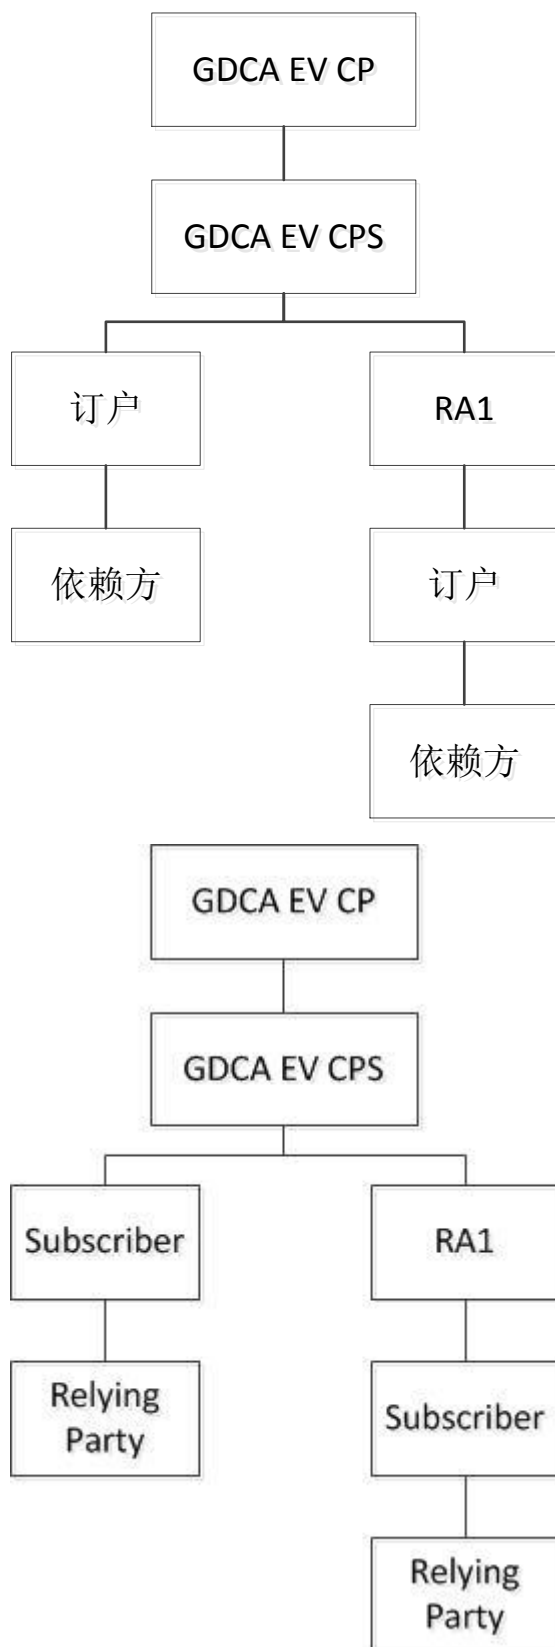 GDCA EV CP
GDCA EV CPS
订户
RA1
依赖方
订户
依赖方
GDCA EV CP
GDCA EV CPS
Subscriber
RA1
Relying
Party
Subscriber
Relying
Party